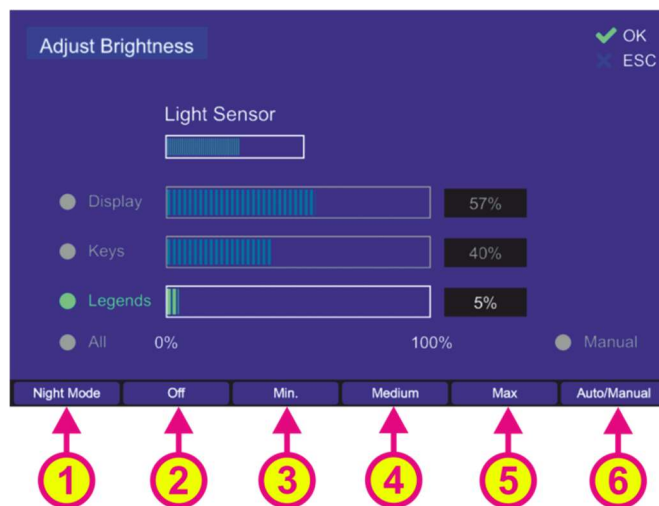 Adjust Brightness
OK
ESC
Light Sensor
Display 57%
Keys 40%
Legends 5%
All 0% 100% Manual
Night Mode Off Min. Medium Max Auto/Manual
1 2 3 4 5 6